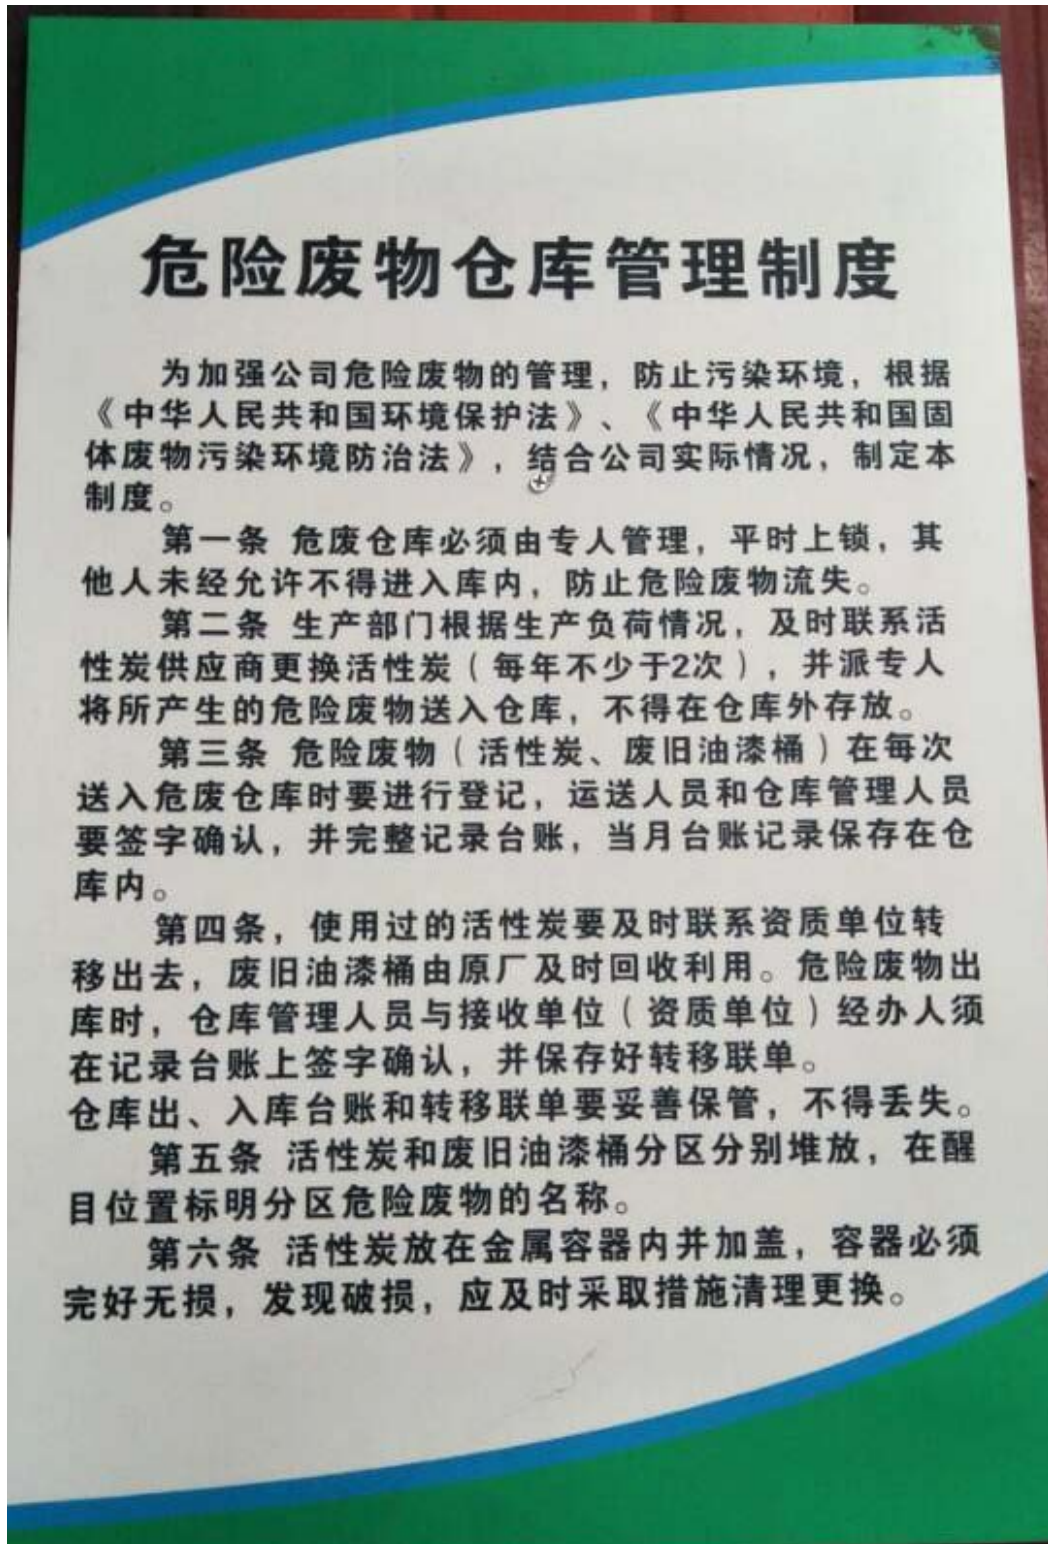 危险废物仓库管理制度
为加强公司危险废物的管理，防止污染环境，根据
《中华人民共和国环境保护法》、《中华人民共和国固
体废物污染环境防治法》，结合公司实际情况，制定本
制度。
第一条 危废仓库必须由专人管理，平时上锁，其
他人未经允许不得进入库内，防止危险废物流失。
第二条 生产部门根据生产负荷情况，及时联系活
性炭供应商更换活性炭（每年不少于2次），并派专人
将所产生的危险废物送入仓库，不得在仓库外存放。
第三条 危险废物（活性炭、废旧油漆桶）在每次
送入危废仓库时要进行登记，运送人员和仓库管理人员
要签字确认，并完整记录台账，当月台账记录保存在仓
库内。
第四条，使用过的活性炭要及时联系资质单位转
移出去，废旧油漆桶由原厂及时回收利用。危险废物出
库时，仓库管理人员与接收单位（资质单位）经办人须
在记录台账上签字确认，并保存好转移联单。
仓库出、入库台账和转移联单要妥善保管，不得丢失。
第五条 活性炭和废旧油漆桶分区分别堆放，在醒
目位置标明分区危险废物的名称。
第六条 活性炭放在金属容器内并加盖，容器必须
完好无损，发现破损，应及时采取措施清理更换。